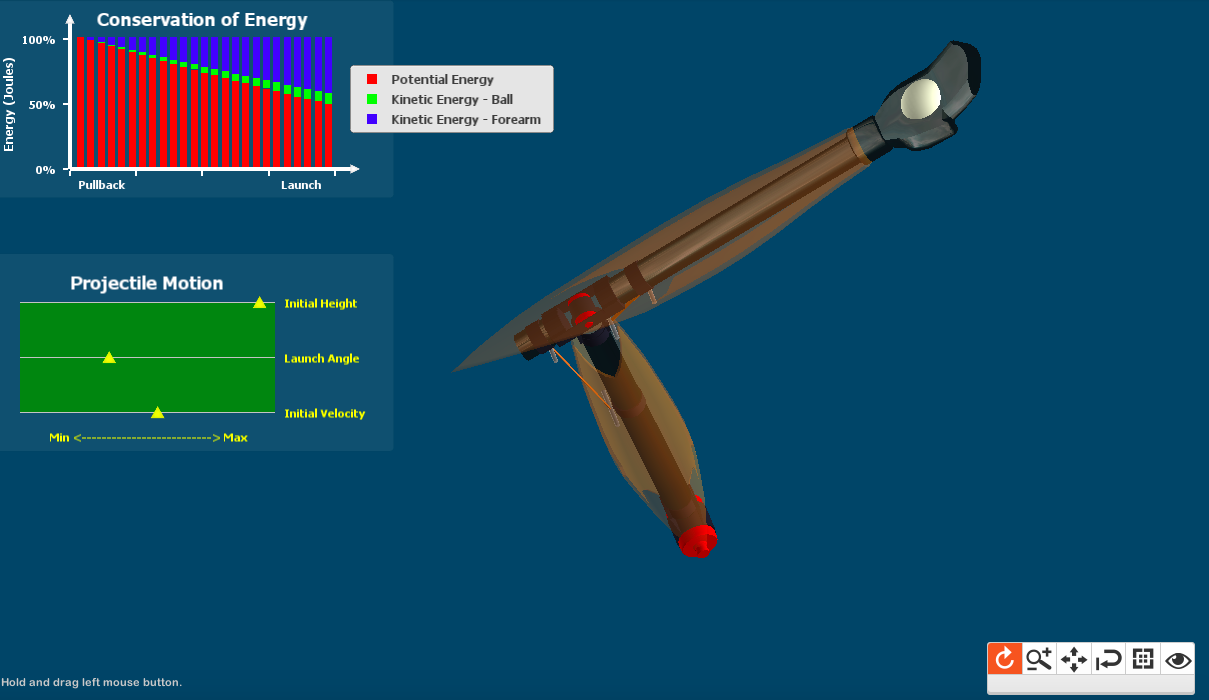 Conservation of Energy
100%
50%
0%
Energy (Joules)
Pullback
Launch
Potential Energy
Kinetic Energy - Ball
Kinetic Energy - Forearm
Projectile Motion
Initial Height
Launch Angle
Initial Velocity
Min <--------------------------> Max
Hold and drag left mouse button.